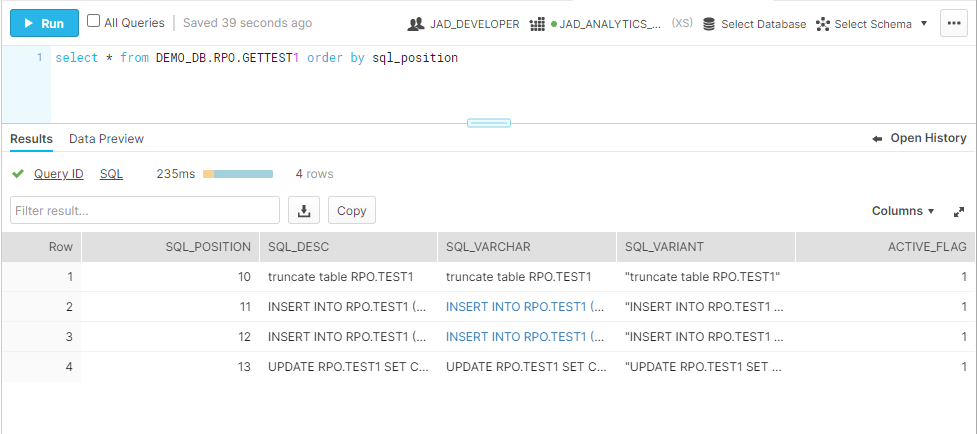 Run All Queries | Saved 39 seconds ago JAD_DEVELOPER JAD_ANALYTICS_... (XS) Select Database Select Schema ...
1 select * from DEMO_DB.RPO.GETTEST1 order by sql_position
Results Data Preview Open History
Query ID SQL 235ms 4 rows
Filter result... Copy Columns
Row SQL_POSITION SQL_DESC SQL_VARCHAR SQL_VARIANT ACTIVE_FLAG
1 10 truncate table RPO.TEST1 truncate table RPO.TEST1 "truncate table RPO.TEST1" 1
2 11 INSERT INTO RPO.TEST1 (... INSERT INTO RPO.TEST1 (... "INSERT INTO RPO.TEST1 ... 1
3 12 INSERT INTO RPO.TEST1 (... INSERT INTO RPO.TEST1 (... "INSERT INTO RPO.TEST1 ... 1
4 13 UPDATE RPO.TEST1 SET C... UPDATE RPO.TEST1 SET C... "UPDATE RPO.TEST1 SET ... 1